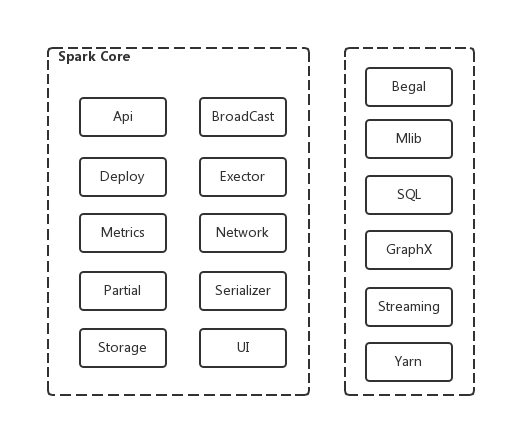 Spark Core
Api
BroadCast
Deploy
Exector
Metrics
Network
Partial
Serializer
Storage
UI
Begal
Mlib
SQL
GraphX
Streaming
Yarn